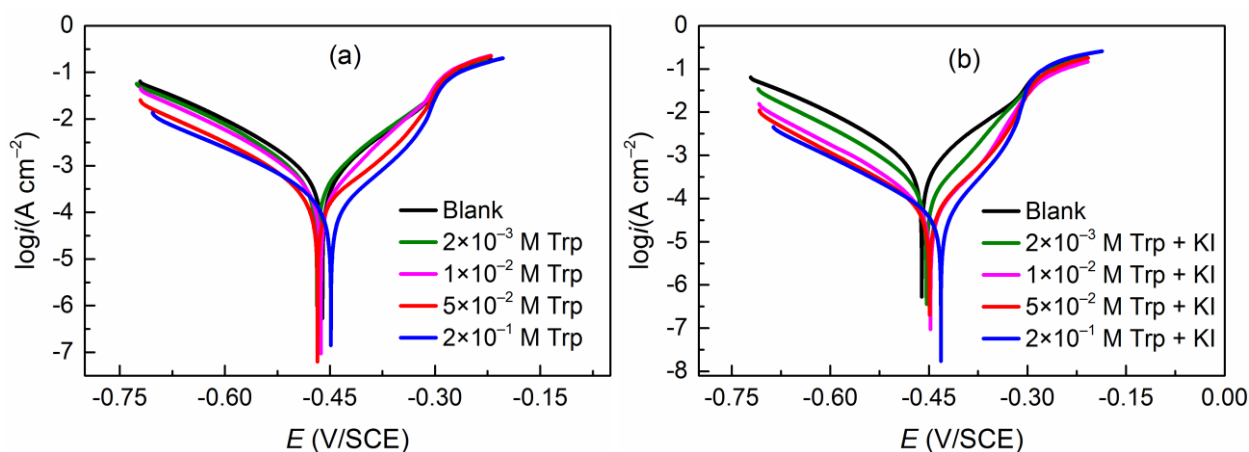 (a)
logi(A cm⁻²)
0
-1
-2
-3
-4
-5
-6
-7
Blank
2×10⁻³ M Trp
1×10⁻² M Trp
5×10⁻² M Trp
2×10⁻¹ M Trp
-0.75 -0.60 -0.45 -0.30 -0.15
E (V/SCE)
(b)
logi(A cm⁻²)
0
-1
-2
-3
-4
-5
-6
-7
-8
Blank
2×10⁻³ M Trp + KI
1×10⁻² M Trp + KI
5×10⁻² M Trp + KI
2×10⁻¹ M Trp + KI
-0.75 -0.60 -0.45 -0.30 -0.15 0.00
E (V/SCE)